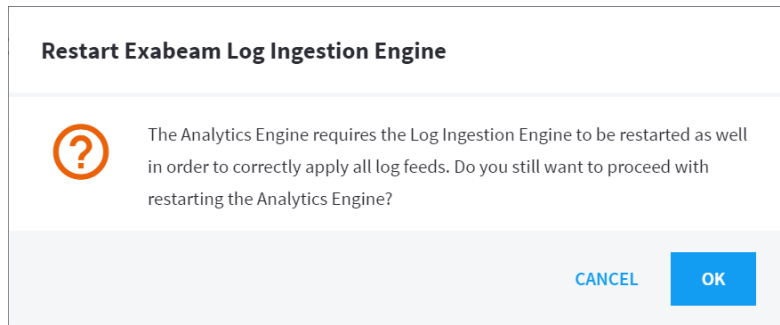 Restart Exabeam Log Ingestion Engine
The Analytics Engine requires the Log Ingestion Engine to be restarted as well
in order to correctly apply all log feeds. Do you still want to proceed with
restarting the Analytics Engine?
CANCEL OK